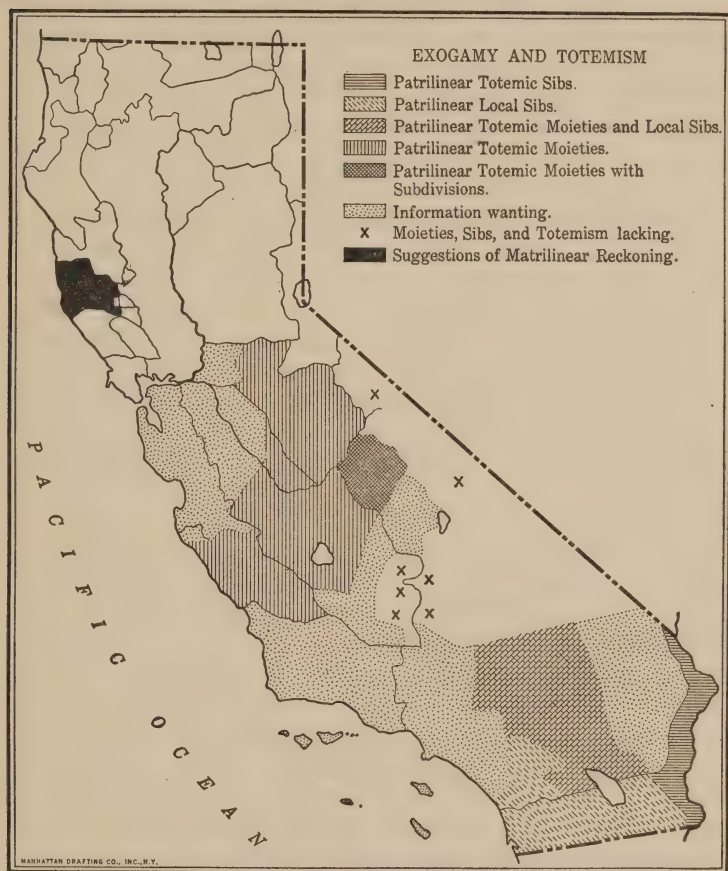 EXOGAMY AND TOTEMISM
Patrilinear Totemic Sibs.
Patrilinear Local Sibs.
Patrilinear Totemic Moieties and Local Sibs.
Patrilinear Totemic Moieties.
Patrilinear Totemic Moieties with
Subdivisions.
Information wanting.
x Moieties, Sibs, and Totemism lacking.
Suggestions of Matrilinear Reckoning.
x
x
x
x
x
x
x
PACIFIC OCEAN
MANHATTAN DRAFTING CO., INC., N.Y.